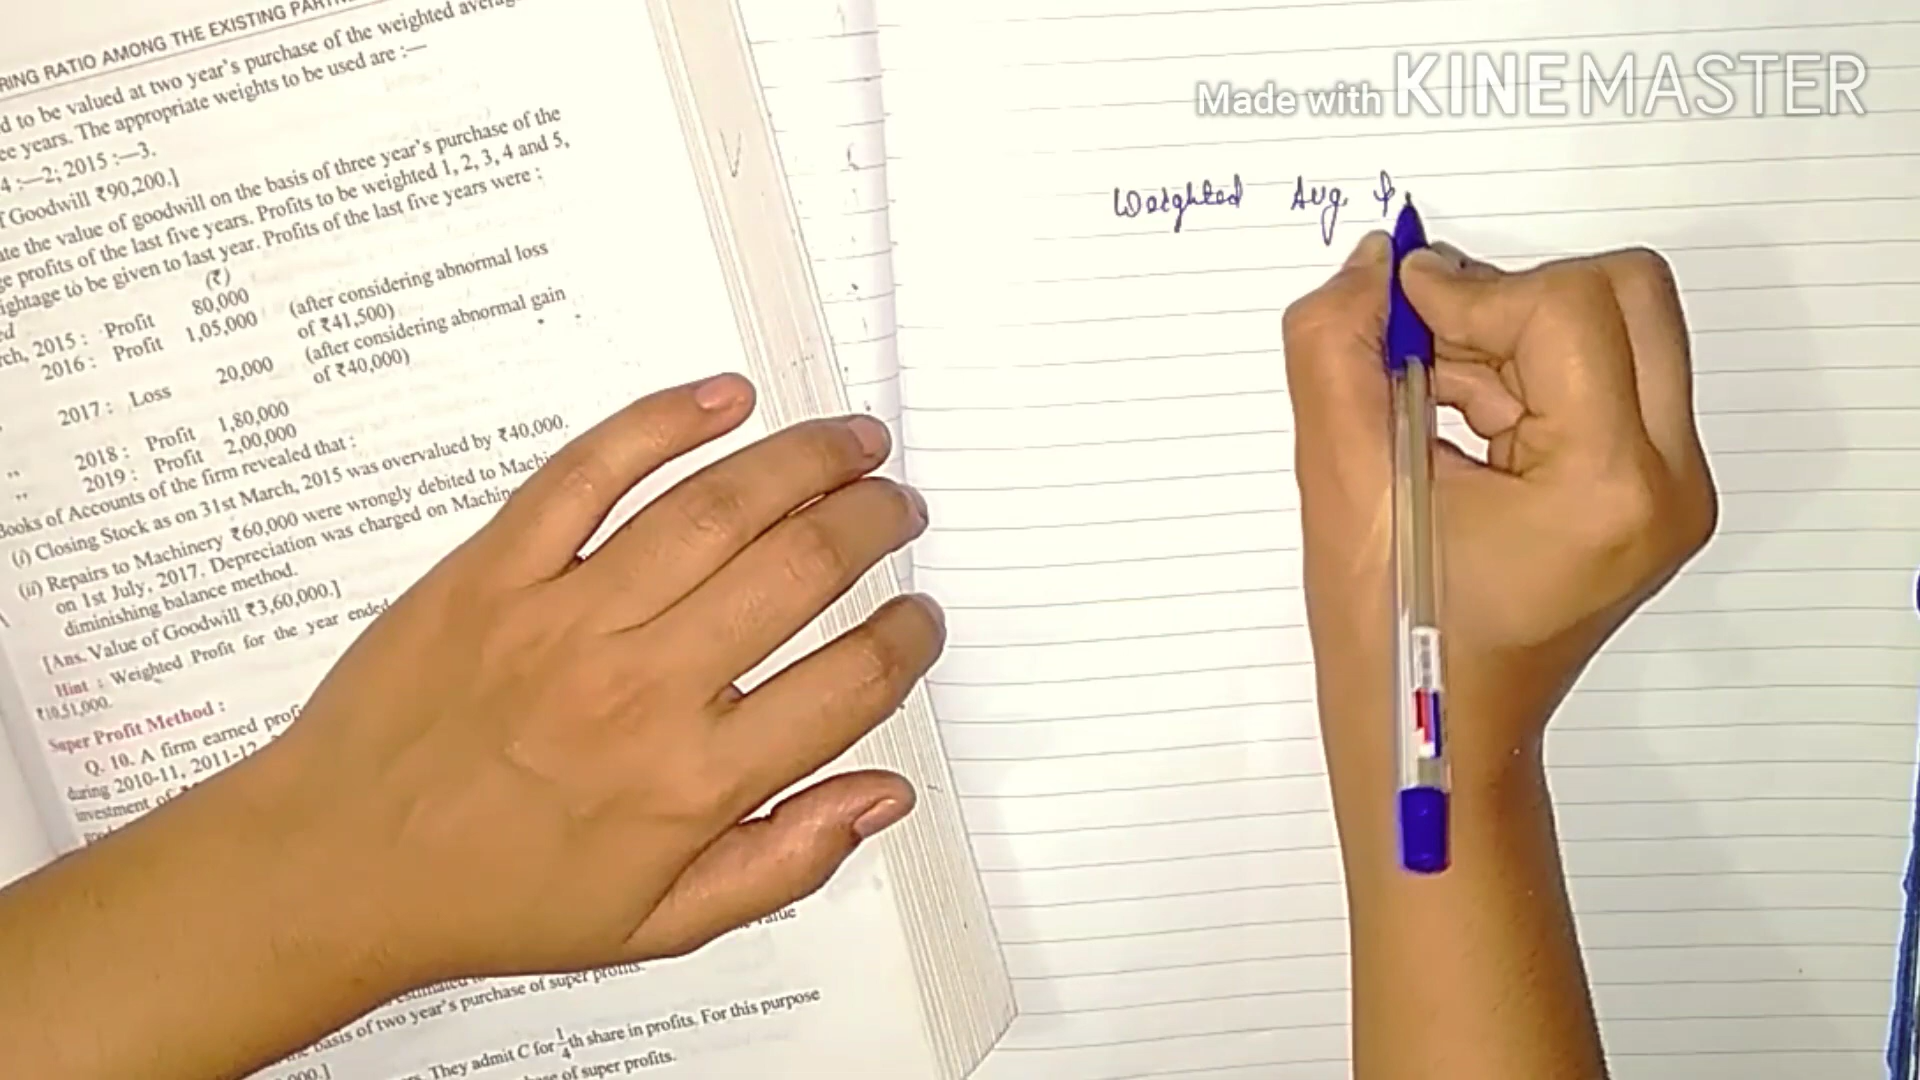 RING RATIO AMONG THE EXISTING
d to be valued at two year's purchase of the weighted
ee years. The appropriate weights to be used are :—
4 :—2; 2015 :—3.
f Goodwill ₹90,200.]
ate the value of goodwill on the basis of three year's purchase of the
ge profits of the last five years. Profits to be weighted 1, 2, 3, 4 and 5,
ightage to be given to last year. Profits of the last five years were :
ed (₹)
rch, 2015 : Profit 80,000
2016 : Profit 1,05,000 (after considering abnormal loss
of ₹41,500)
2017 : Loss 20,000 (after considering abnormal gain
of ₹40,000)
,, 2018 : Profit 1,80,000
,, 2019 : Profit 2,00,000
Books of Accounts of the firm revealed that :
(i) Closing Stock as on 31st March, 2015 was overvalued by ₹40,000.
(ii) Repairs to Machinery ₹60,000 were wrongly debited to
on 1st July, 2017. Depreciation was charged on
diminishing balance method.
[Ans. Value of Goodwill ₹3,60,000.]
Hint : Weighted Profit for the year ended
₹10,51,000.
Super Profit Method :
Q. 10. A firm earned
during 2010-11, 2011-12
investment of
value
estimated
basis of two year's purchase of super profits.
They admit C for 1/4th share in profits. For this purpose
of super profits.
Made with KINEMASTER
Weighted Avg. P